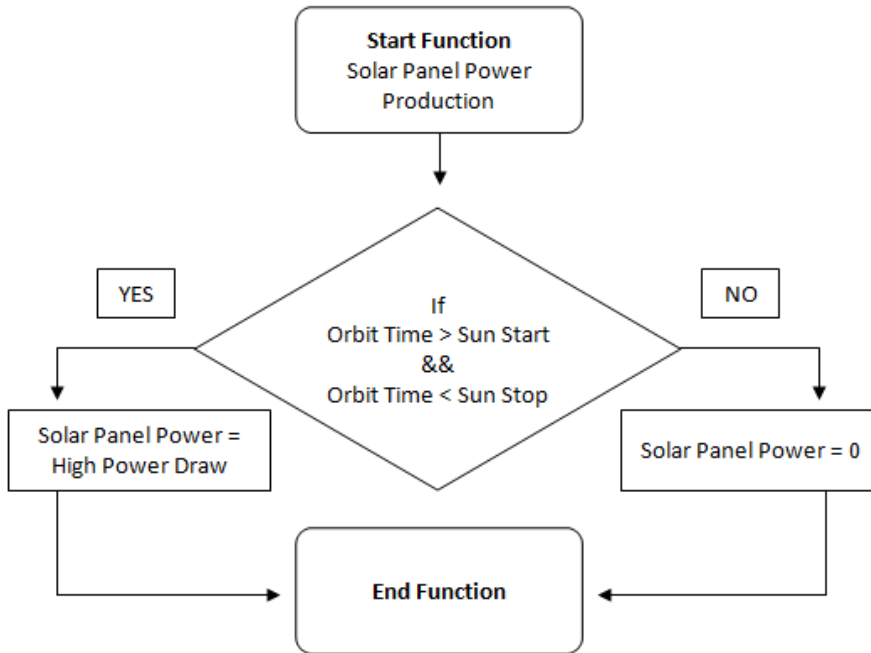 Start Function
Solar Panel Power
Production
YES
NO
If
Orbit Time > Sun Start
&&
Orbit Time < Sun Stop
Solar Panel Power =
High Power Draw
Solar Panel Power = 0
End Function